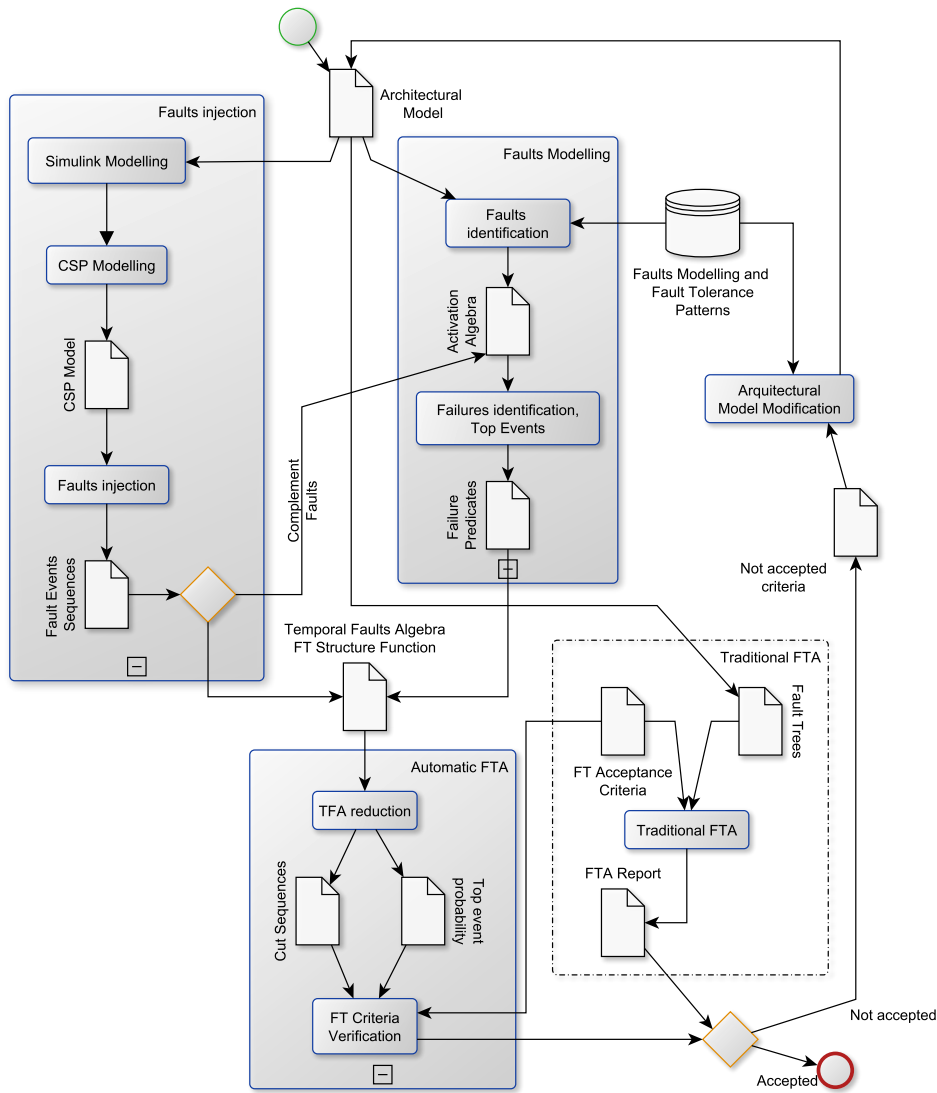 Architectural
Model
Faults injection
Simulink Modelling
CSP Modelling
CSP Model
Faults injection
Fault Events
Sequences
Complement
Faults
Faults Modelling
Faults
identification
Activation
Algebra
Failures identification,
Top Events
Failure
Predicates
Faults Modelling and
Fault Tolerance
Patterns
Arquitectural
Model Modification
Not accepted
criteria
Temporal Faults Algebra
FT Structure Function
Traditional FTA
Fault Trees
FT Acceptance
Criteria
Traditional FTA
FTA Report
Automatic FTA
TFA reduction
Cut Sequences
Top event
probability
FT Criteria
Verification
Not accepted
Accepted